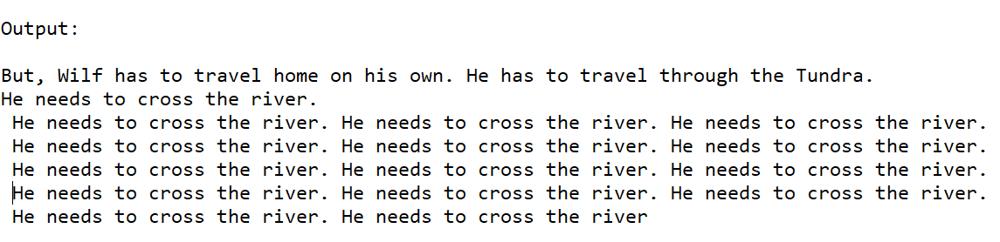 Output:
But, Wilf has to travel home on his own. He has to travel through the Tundra.
He needs to cross the river.
He needs to cross the river. He needs to cross the river. He needs to cross the river.
He needs to cross the river. He needs to cross the river. He needs to cross the river.
He needs to cross the river. He needs to cross the river. He needs to cross the river.
He needs to cross the river. He needs to cross the river. He needs to cross the river.
He needs to cross the river. He needs to cross the river